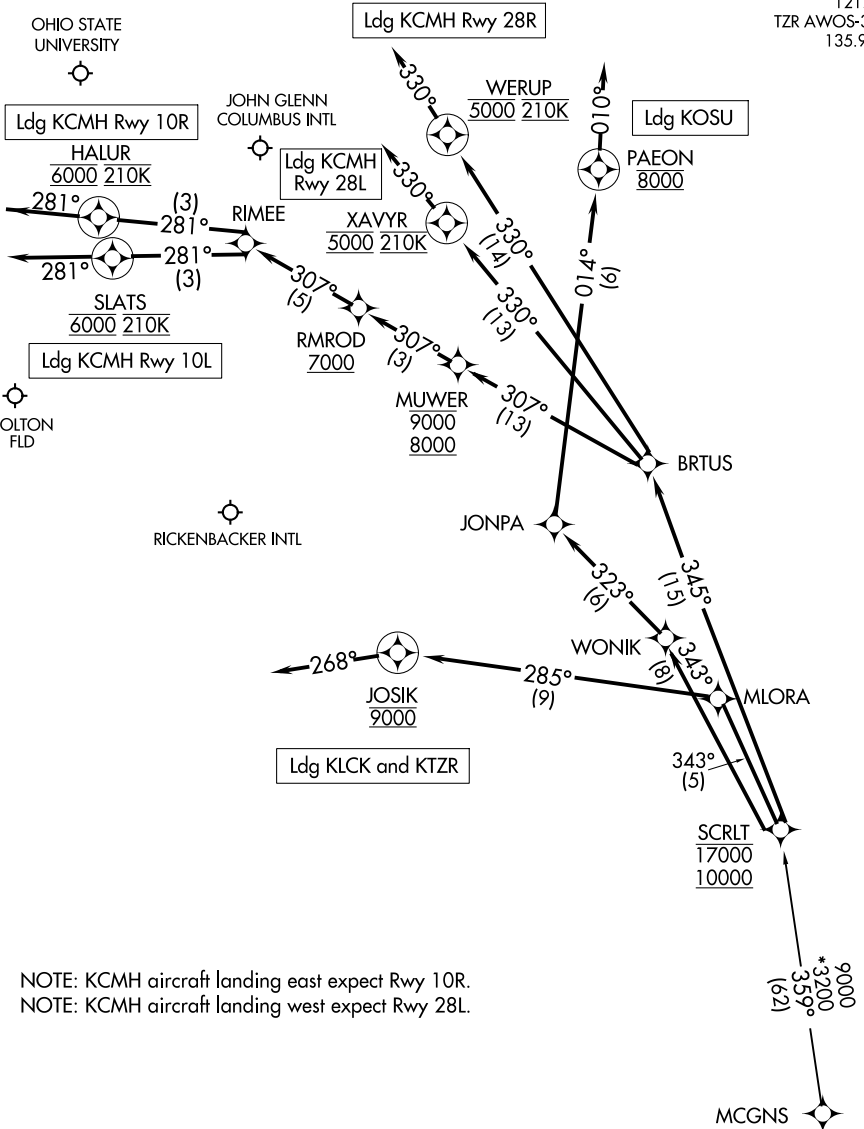 121.
TZR AWOS-3
135.9
OHIO STATE
UNIVERSITY
Ldg KCMH Rwy 28R
330°
WERUP
5000 210K
010°
Ldg KOSU
PAEON
8000
Ldg KCMH Rwy 10R
JOHN GLENN
COLUMBUS INTL
HALUR
6000 210K
Ldg KCMH
Rwy 28L
330°
281°
(3)
281°
RIMEE
XAVYR
5000 210K
330°
(14)
014°
(6)
281°
281°
(3)
SLATS
6000 210K
307°
(5)
330°
(13)
RMROD
7000
307°
(3)
Ldg KCMH Rwy 10L
MUWER
9000
8000
307°
(13)
OLTON
FLD
BRTUS
RICKENBACKER INTL
JONPA
323°
(6)
345°
(15)
WONIK
343°
(8)
268°
JOSIK
9000
285°
(9)
MLORA
Ldg KLCK and KTZR
343°
(5)
SCRLT
17000
10000
9000
*3200
359°
(62)
NOTE: KCMH aircraft landing east expect Rwy 10R.
NOTE: KCMH aircraft landing west expect Rwy 28L.
MCGNS